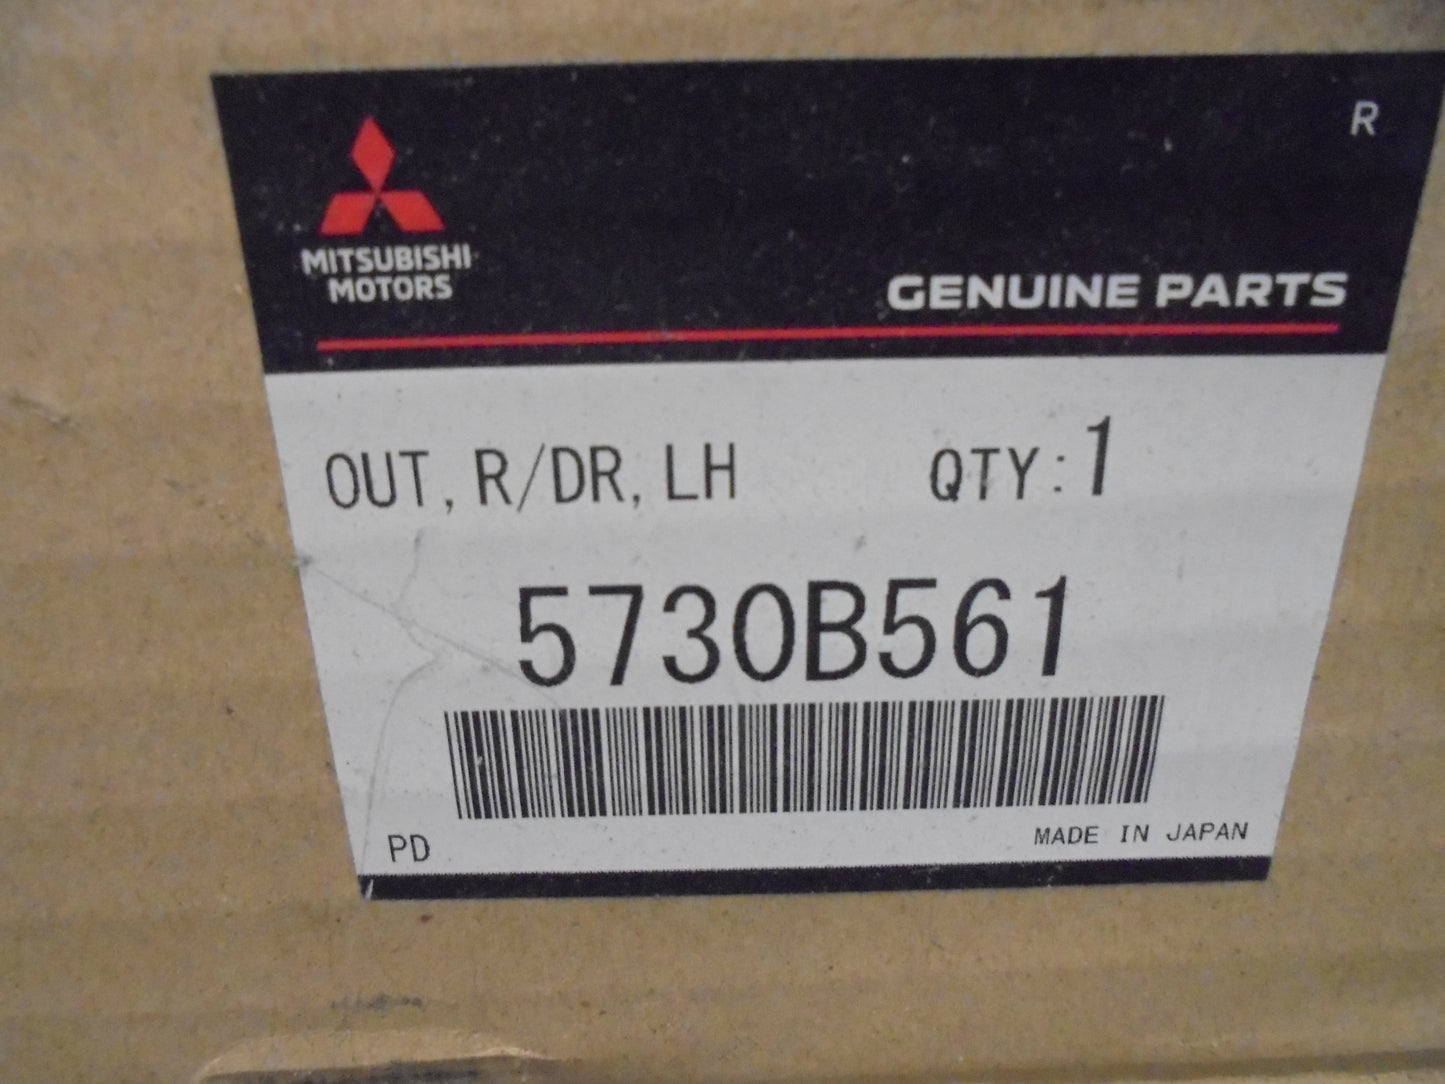 R
MITSUBISHI
MOTORS
GENUINE PARTS
OUT, R/DR, LH QTY:1
5730B561
PD MADE IN JAPAN